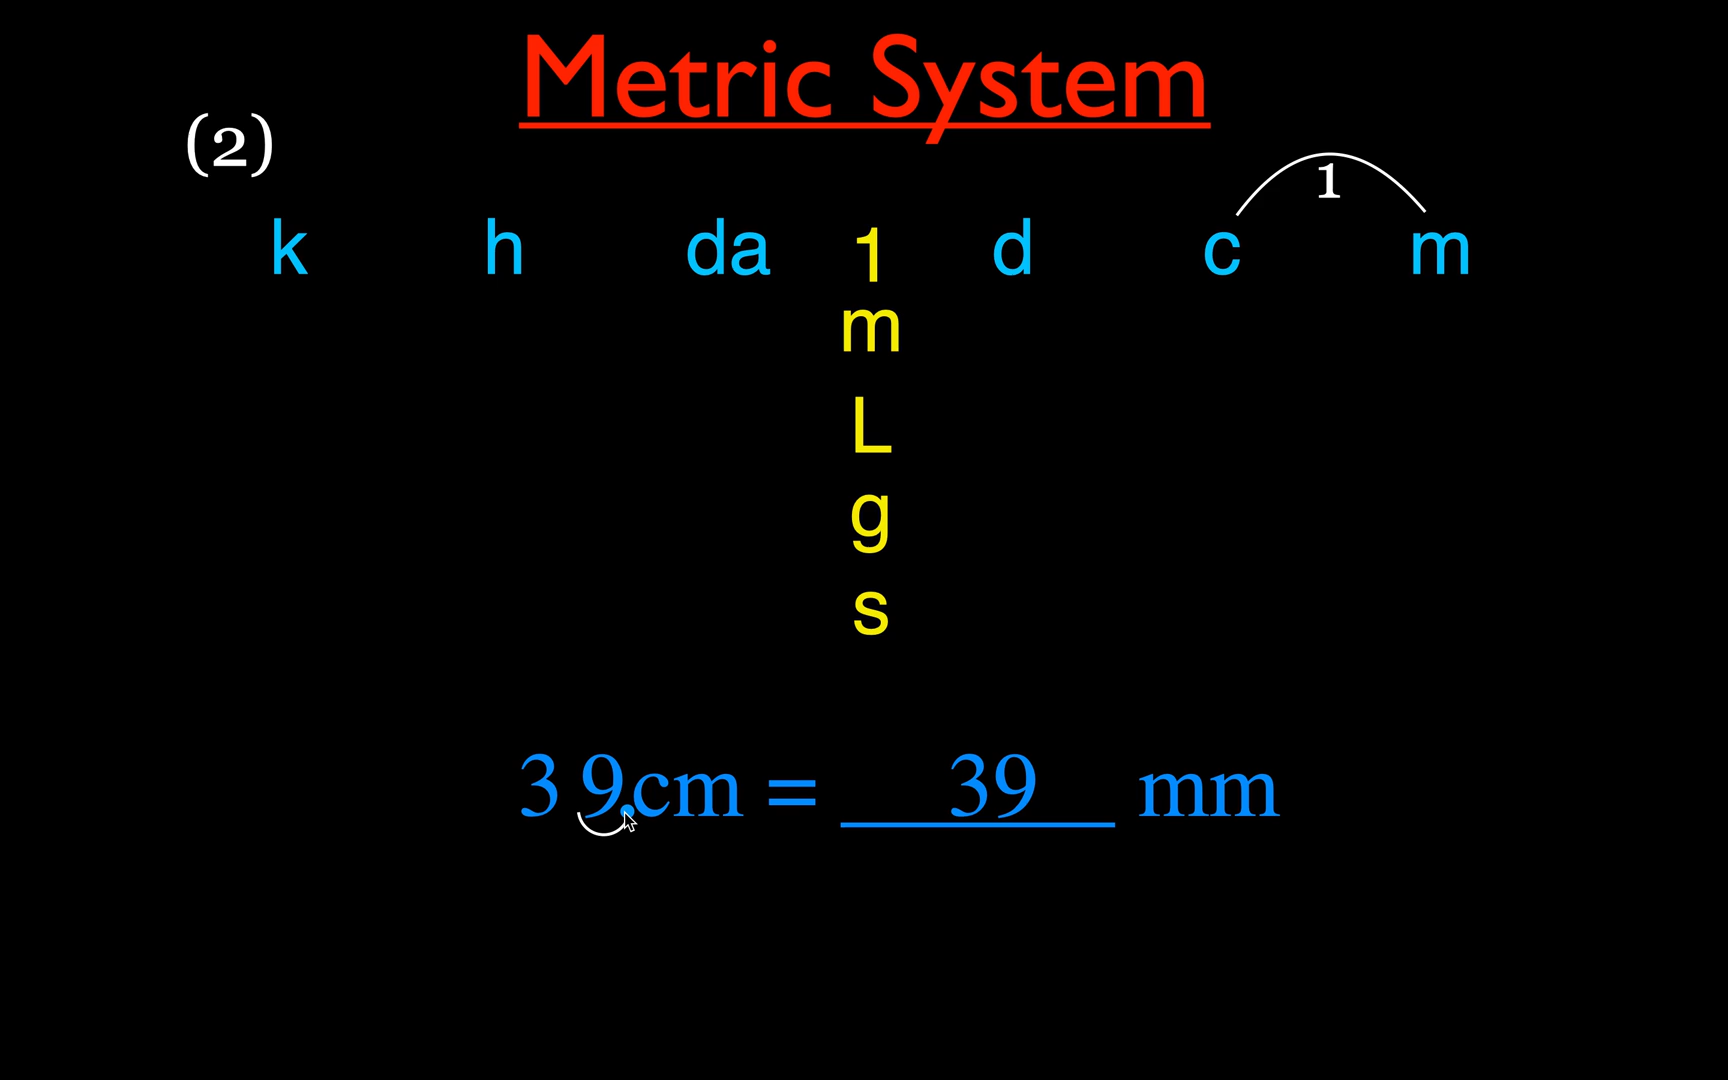 Metric System
(2)
1
k h da 1 d c m
m
L
g
s
3 9.cm = 39 mm